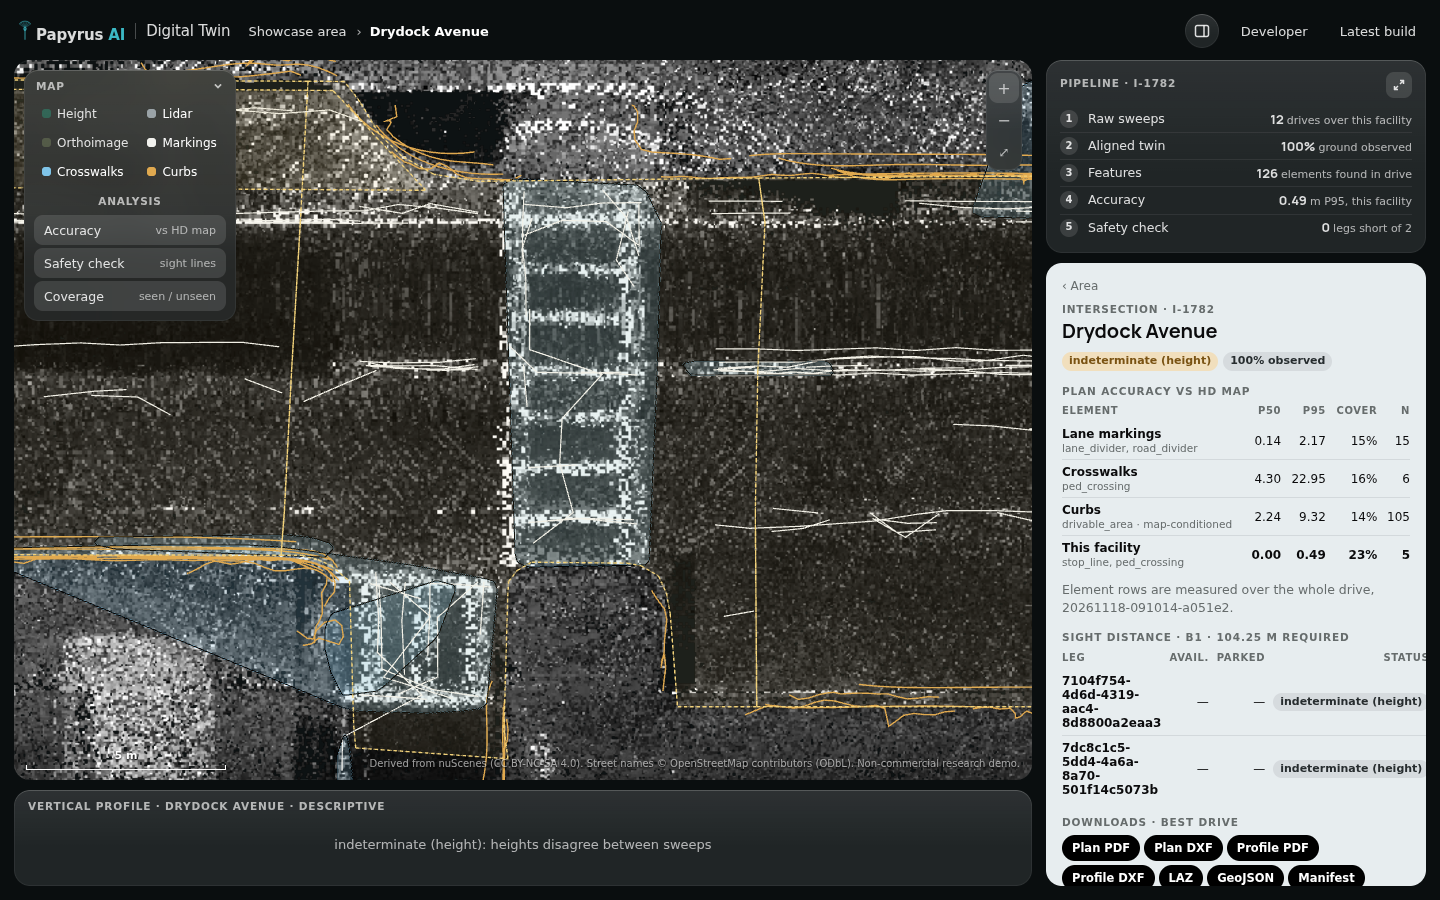 Papyrus AI
Digital Twin
Showcase area › Drydock Avenue
Developer
Latest build
MAP
Height
Lidar
Orthoimage
Markings
Crosswalks
Curbs
ANALYSIS
Accuracy vs HD map
Safety check sight lines
Coverage seen / unseen
+
−
5 m
Derived from nuScenes (CC BY-NC-SA 4.0). Street names © OpenStreetMap contributors (ODbL). Non-commercial research demo.
VERTICAL PROFILE · DRYDOCK AVENUE · DESCRIPTIVE
indeterminate (height): heights disagree between sweeps
PIPELINE · I-1782
1 Raw sweeps 12 drives over this facility
2 Aligned twin 100% ground observed
3 Features 126 elements found in drive
4 Accuracy 0.49 m P95, this facility
5 Safety check 0 legs short of 2
‹ Area
INTERSECTION · I-1782
Drydock Avenue
indeterminate (height) 100% observed
PLAN ACCURACY VS HD MAP
ELEMENT P50 P95 COVER N
Lane markings 0.14 2.17 15% 15
lane_divider, road_divider
Crosswalks 4.30 22.95 16% 6
ped_crossing
Curbs 2.24 9.32 14% 105
drivable_area · map-conditioned
This facility 0.00 0.49 23% 5
stop_line, ped_crossing
Element rows are measured over the whole drive,
20261118-091014-a051e2.
SIGHT DISTANCE · B1 · 104.25 M REQUIRED
LEG AVAIL. PARKED STATUS
7104f754-
4d6d-4319-
aac4-
8d8800a2eaa3
— — indeterminate (height)
7dc8c1c5-
5dd4-4a6a-
8a70-
501f14c5073b
— — indeterminate (height)
DOWNLOADS · BEST DRIVE
Plan PDF Plan DXF Profile PDF
Profile DXF LAZ GeoJSON Manifest